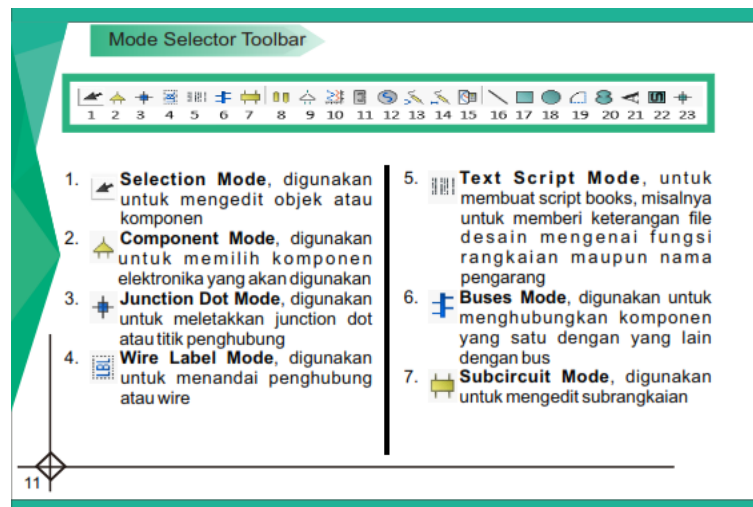 Mode Selector Toolbar
1 2 3 4 5 6 7 8 9 10 11 12 13 14 15 16 17 18 19 20 21 22 23
1. Selection Mode, digunakan
untuk mengedit objek atau
komponen
2. Component Mode, digunakan
untuk memilih komponen
elektronika yang akan digunakan
3. Junction Dot Mode, digunakan
untuk meletakkan junction dot
atau titik penghubung
4. Wire Label Mode, digunakan
untuk menandai penghubung
atau wire
5. Text Script Mode, untuk
membuat script books, misalnya
untuk memberi keterangan file
desain mengenai fungsi
rangkaian maupun nama
pengarang
6. Buses Mode, digunakan untuk
menghubungkan komponen
yang satu dengan yang lain
dengan bus
7. Subcircuit Mode, digunakan
untuk mengedit subrangkaian
11